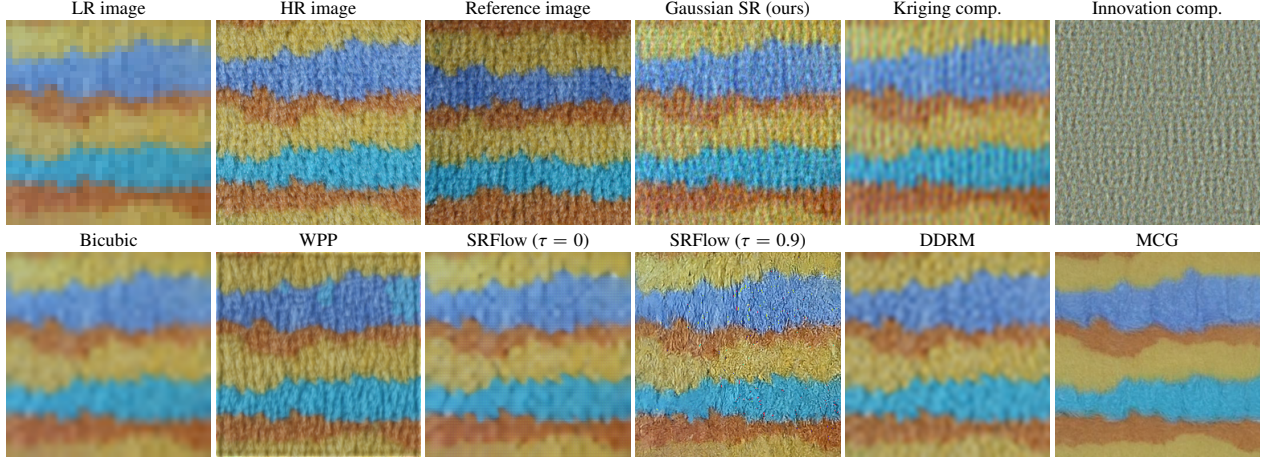 LR image HR image Reference image Gaussian SR (ours) Kriging comp. Innovation comp.
Bicubic WPP SRFlow (τ = 0) SRFlow (τ = 0.9) DDRM MCG